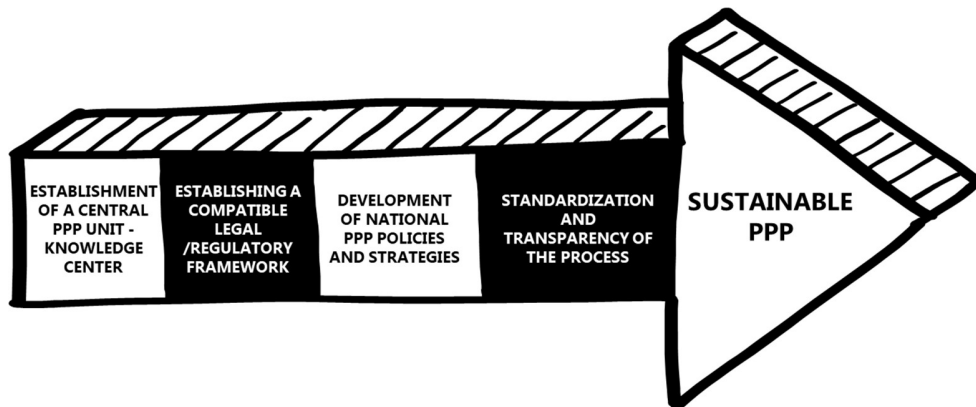 ESTABLISHMENT
OF A CENTRAL
PPP UNIT -
KNOWLEDGE
CENTER
ESTABLISHING A
COMPATIBLE
LEGAL
/REGULATORY
FRAMEWORK
DEVELOPMENT
OF NATIONAL
PPP POLICIES
AND STRATEGIES
STANDARDIZATION
AND
TRANSPARENCY OF
THE PROCESS
SUSTAINABLE
PPP